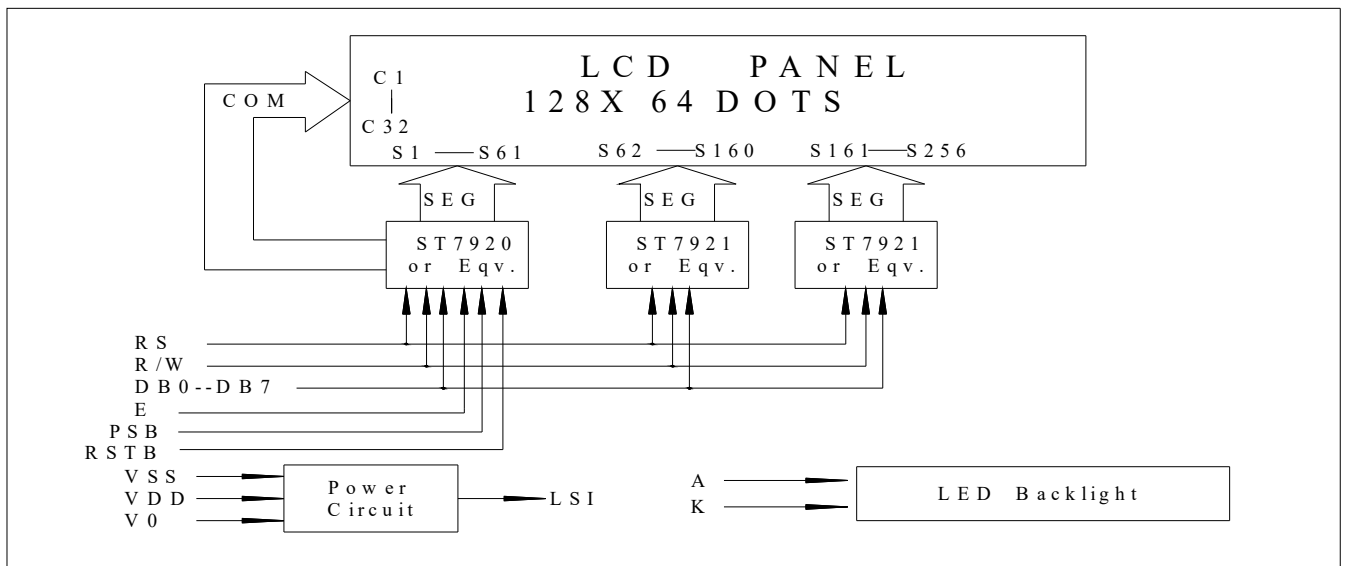 LCD PANEL
128X 64 DOTS
C1
C32
COM
S1 S61
S62 S160
S161 S256
SEG
SEG
SEG
ST7920
or Eqv.
ST7921
or Eqv.
ST7921
or Eqv.
RS
R/W
DB0--DB7
E
PSB
RSTB
VSS
VDD
V0
Power
Circuit
LSI
A
K
LED Backlight